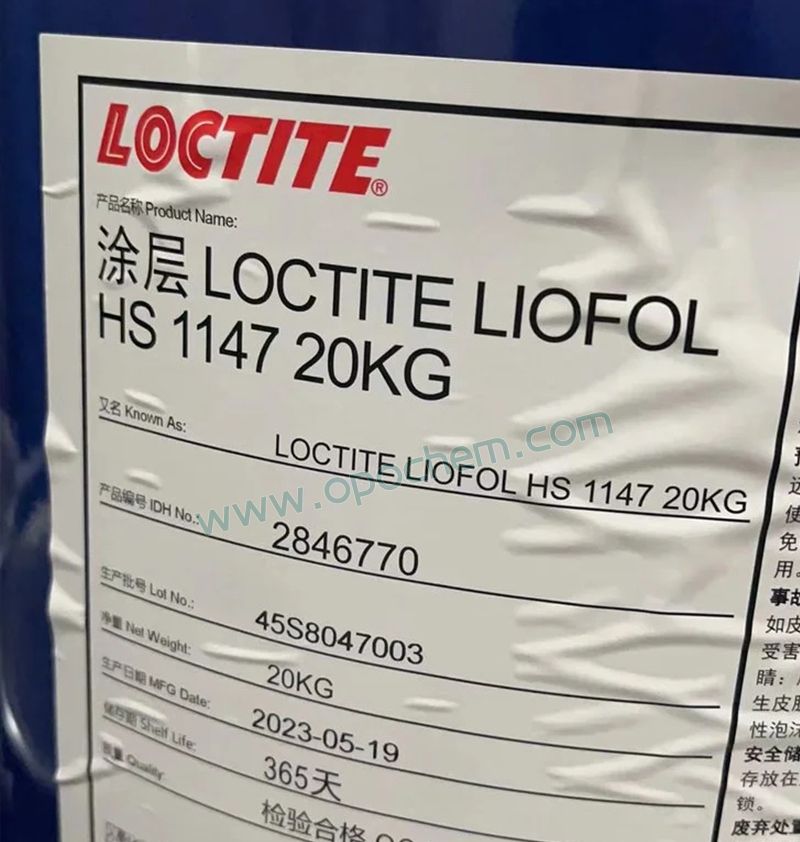 LOCTITE®
产品名称 Product Name:
涂层 LOCTITE LIOFOL
HS 1147 20KG
又名 Known As:
LOCTITE LIOFOL HS 1147 20KG
www.opochem.com
产品编号 IDH No.:
2846770
生产批号 Lot No.:
45S8047003
净量 Net Weight:
20KG
生产日期 MFG Date:
2023-05-19
储存期 Shelf Life:
365天
质量 Quality:
检验合格
使
免
用。
事故
如皮
受害
睛:
生皮肤
性泡沫
安全储
存放在
锁。
废弃处置